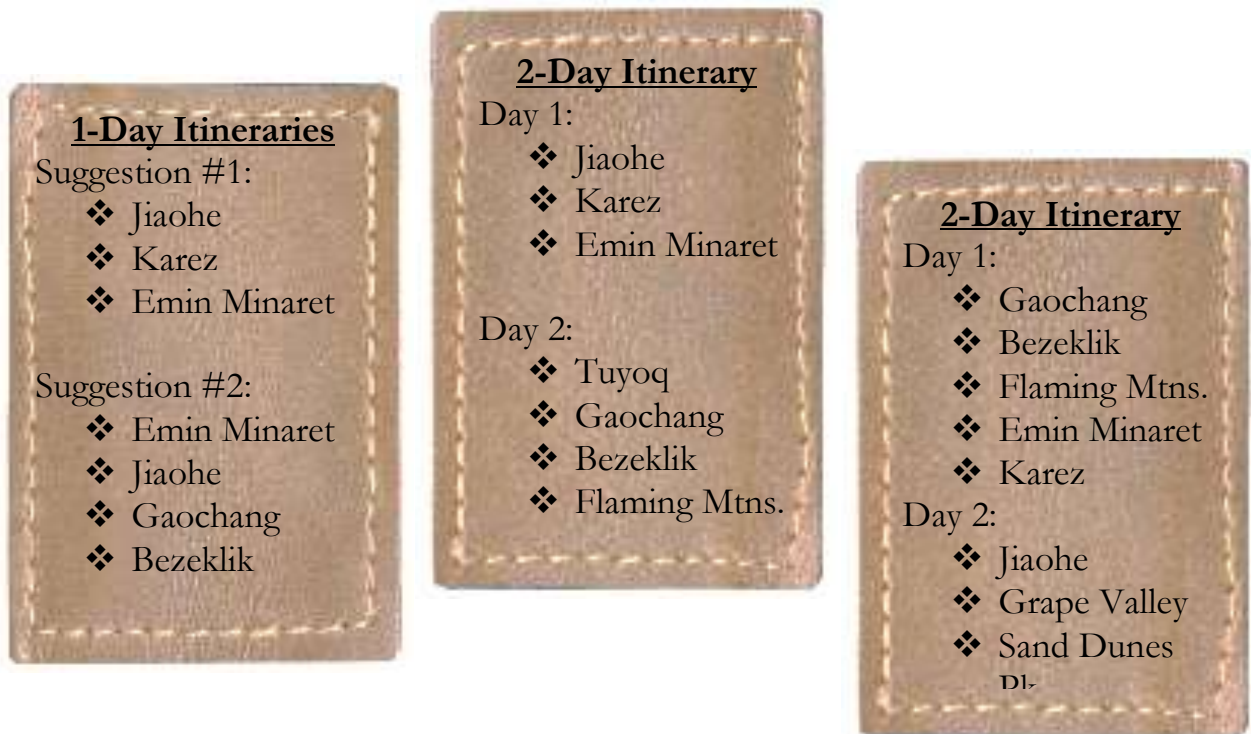 1-Day Itineraries
Suggestion #1:
❖ Jiaohe
❖ Karez
❖ Emin Minaret
Suggestion #2:
❖ Emin Minaret
❖ Jiaohe
❖ Gaochang
❖ Bezeklik
2-Day Itinerary
Day 1:
❖ Jiaohe
❖ Karez
❖ Emin Minaret
Day 2:
❖ Tuyoq
❖ Gaochang
❖ Bezeklik
❖ Flaming Mtns.
2-Day Itinerary
Day 1:
❖ Gaochang
❖ Bezeklik
❖ Flaming Mtns.
❖ Emin Minaret
❖ Karez
Day 2:
❖ Jiaohe
❖ Grape Valley
❖ Sand Dunes